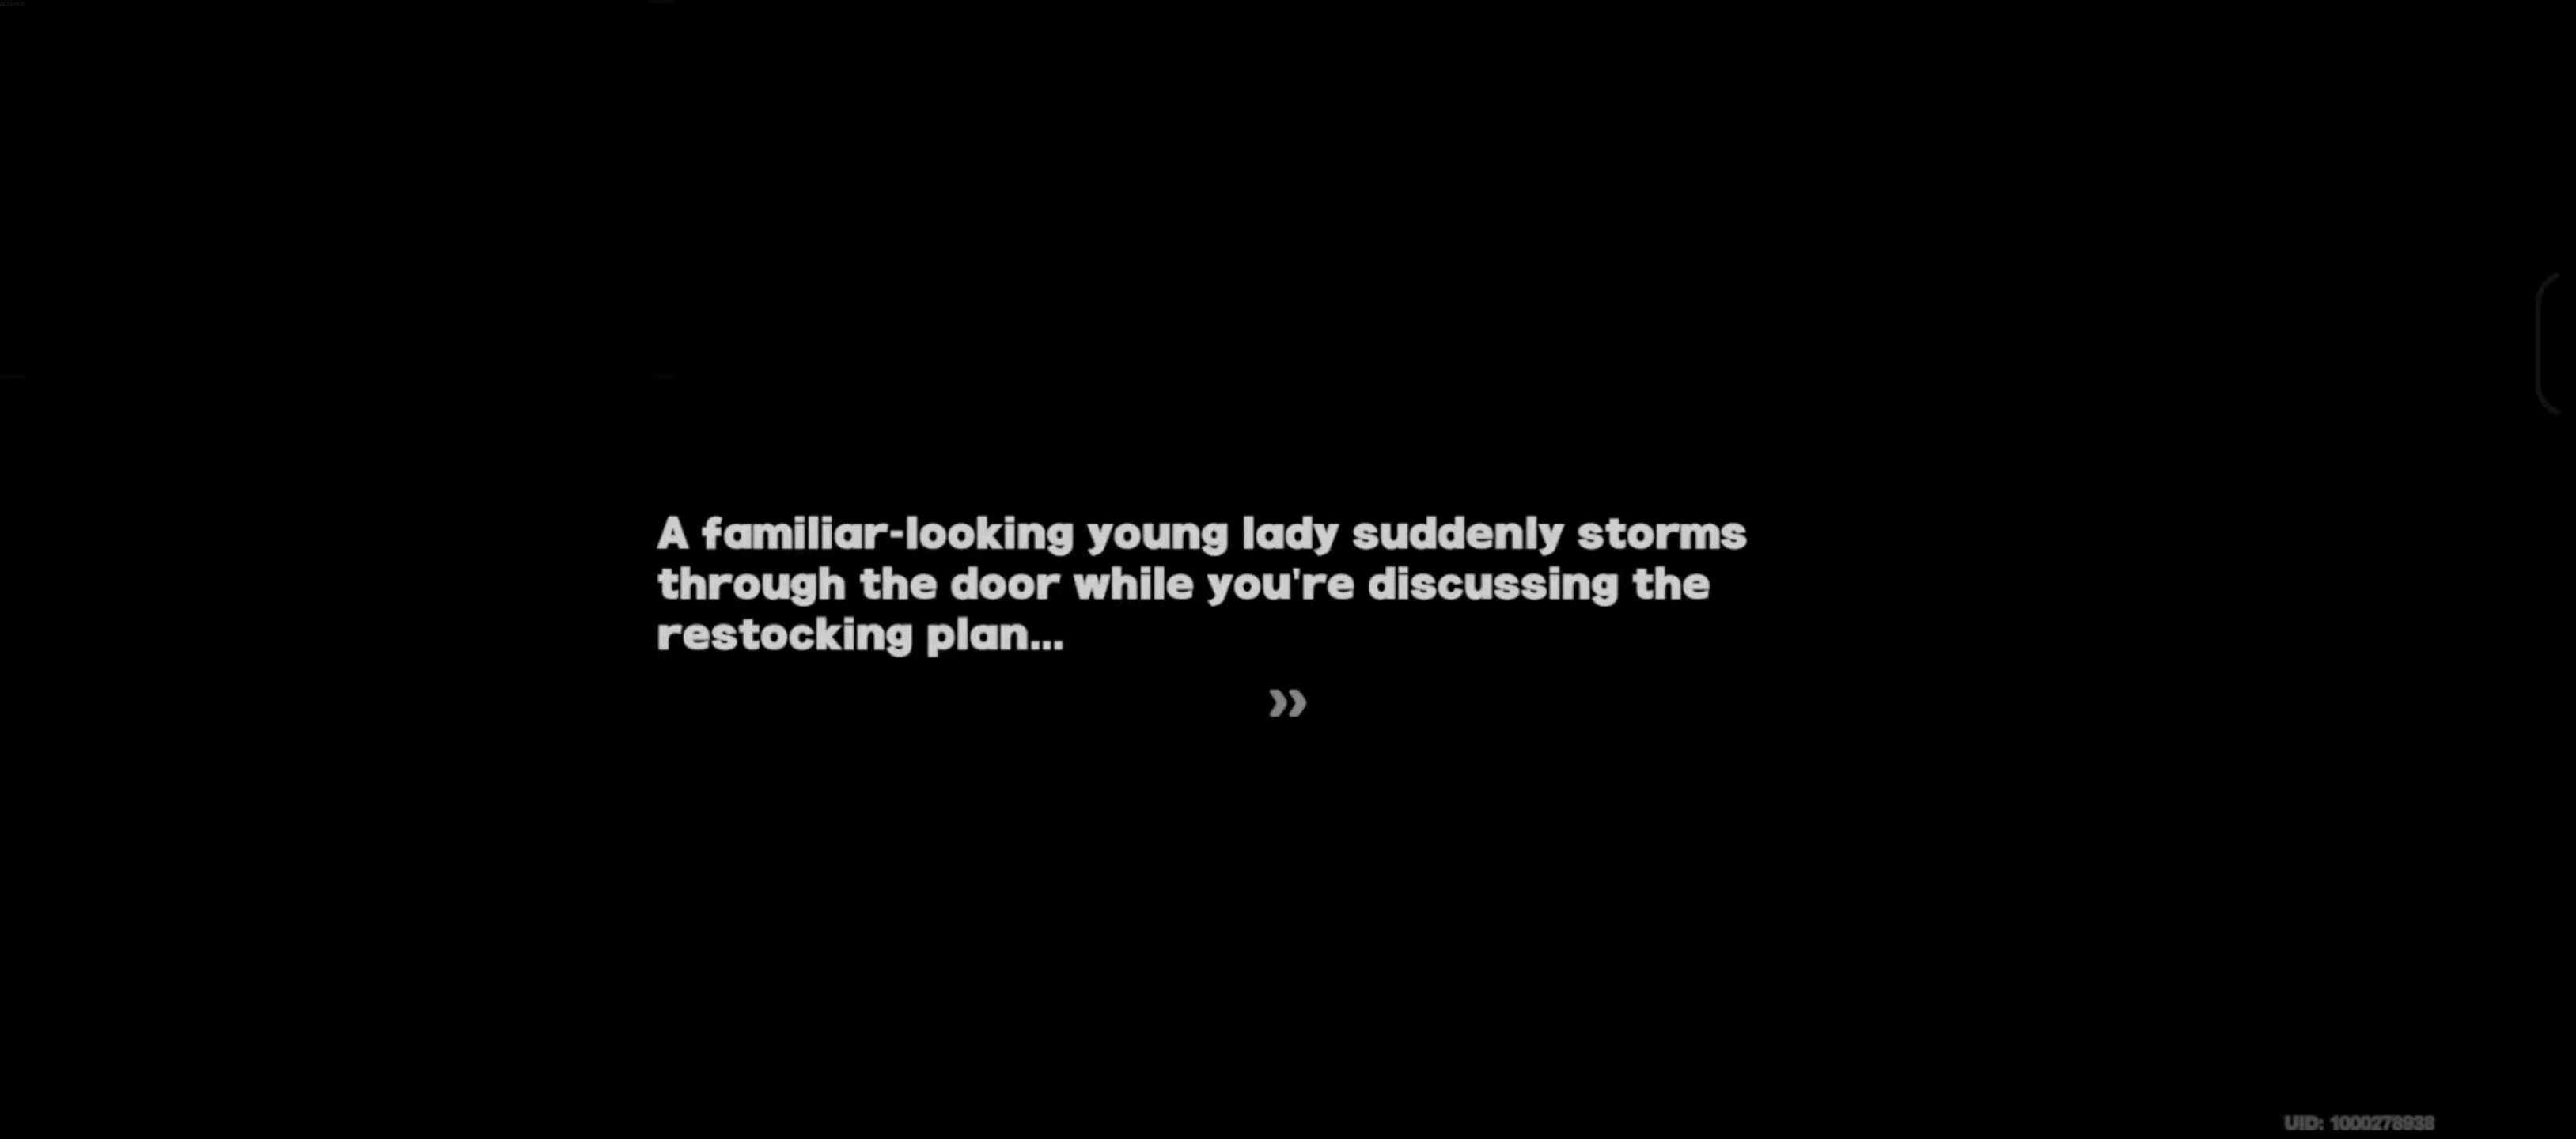 A familiar-looking young lady suddenly storms
through the door while you're discussing the
restocking plan...
UID: 1000278938